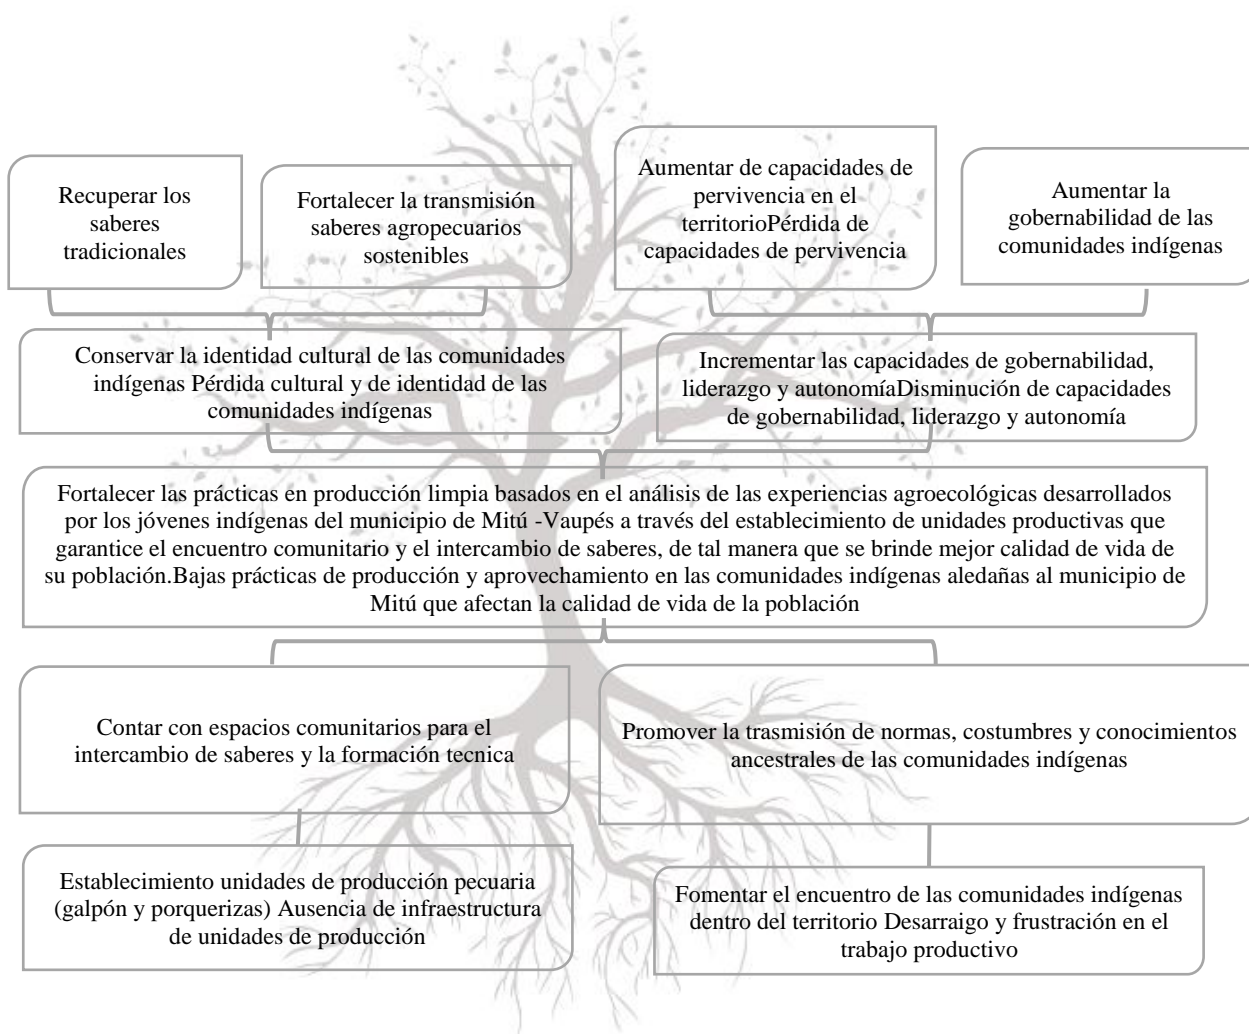 Recuperar los
saberes
tradicionales
Fortalecer la transmisión
saberes agropecuarios
sostenibles
Aumentar de capacidades de
pervivencia en el
territorioPérdida de
capacidades de pervivencia
Aumentar la
gobernabilidad de las
comunidades indígenas
Conservar la identidad cultural de las comunidades
indígenas Pérdida cultural y de identidad de las
comunidades indígenas
Incrementar las capacidades de gobernabilidad,
liderazgo y autonomíaDisminución de capacidades
de gobernabilidad, liderazgo y autonomía
Fortalecer las prácticas en producción limpia basados en el análisis de las experiencias agroecológicas desarrollados
por los jóvenes indígenas del municipio de Mitú -Vaupés a través del establecimiento de unidades productivas que
garantice el encuentro comunitario y el intercambio de saberes, de tal manera que se brinde mejor calidad de vida de
su población.Bajas prácticas de producción y aprovechamiento en las comunidades indígenas aledañas al municipio de
Mitú que afectan la calidad de vida de la población
Contar con espacios comunitarios para el
intercambio de saberes y la formación tecnica
Promover la trasmisión de normas, costumbres y conocimientos
ancestrales de las comunidades indígenas
Establecimiento unidades de producción pecuaria
(galpón y porquerizas) Ausencia de infraestructura
de unidades de producción
Fomentar el encuentro de las comunidades indígenas
dentro del territorio Desarraigo y frustración en el
trabajo productivo